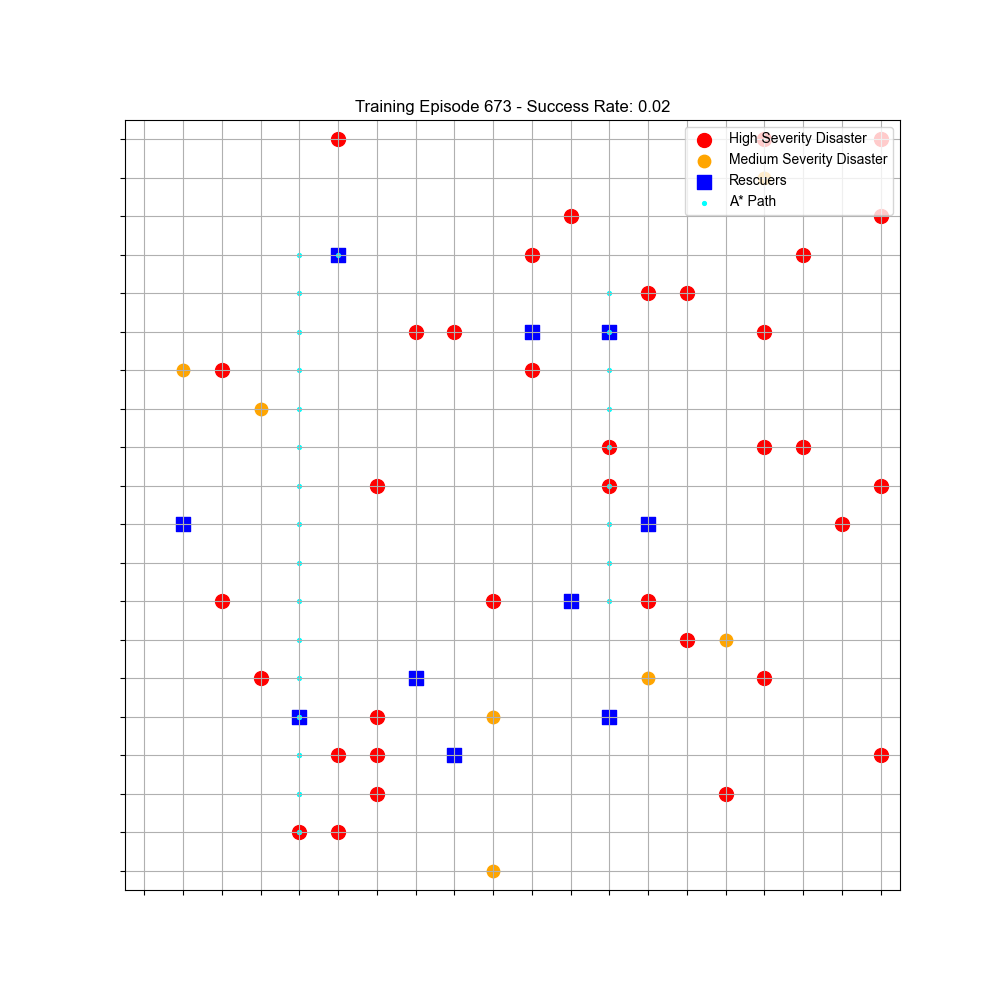 Training Episode 673 - Success Rate: 0.02
High Severity Disaster
Medium Severity Disaster
Rescuers
A* Path